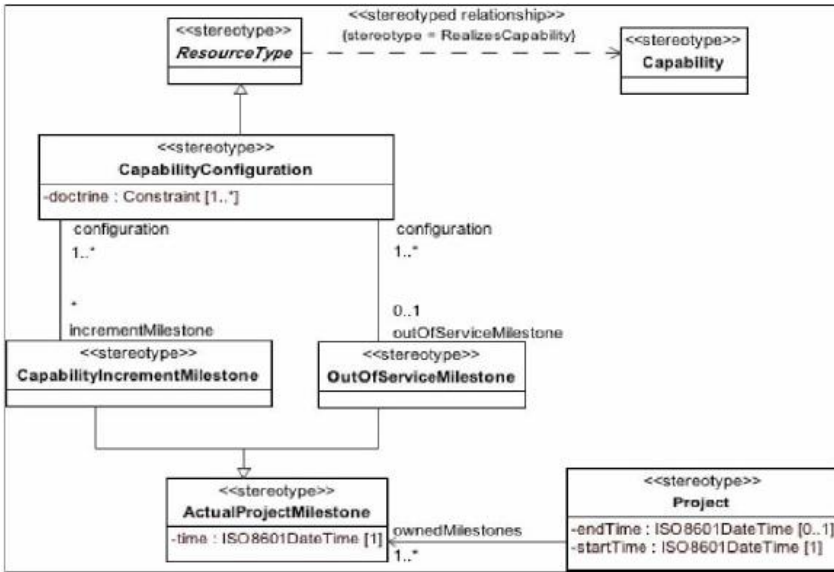 <<stereotyped relationship>>
{stereotype = RealizesCapability}
<<stereotype>>
ResourceType
<<stereotype>>
Capability
<<stereotype>>
CapabilityConfiguration
-doctrine : Constraint [1..*]
configuration
1..*
configuration
1..*
*
incrementMilestone
0..1
outOfServiceMilestone
<<stereotype>>
CapabilityIncrementMilestone
<<stereotype>>
OutOfServiceMilestone
<<stereotype>>
ActualProjectMilestone
-time : ISO8601DateTime [1]
ownedMilestones
1..*
<<stereotype>>
Project
-endTime : ISO8601DateTime [0..1]
-startTime : ISO8601DateTime [1]